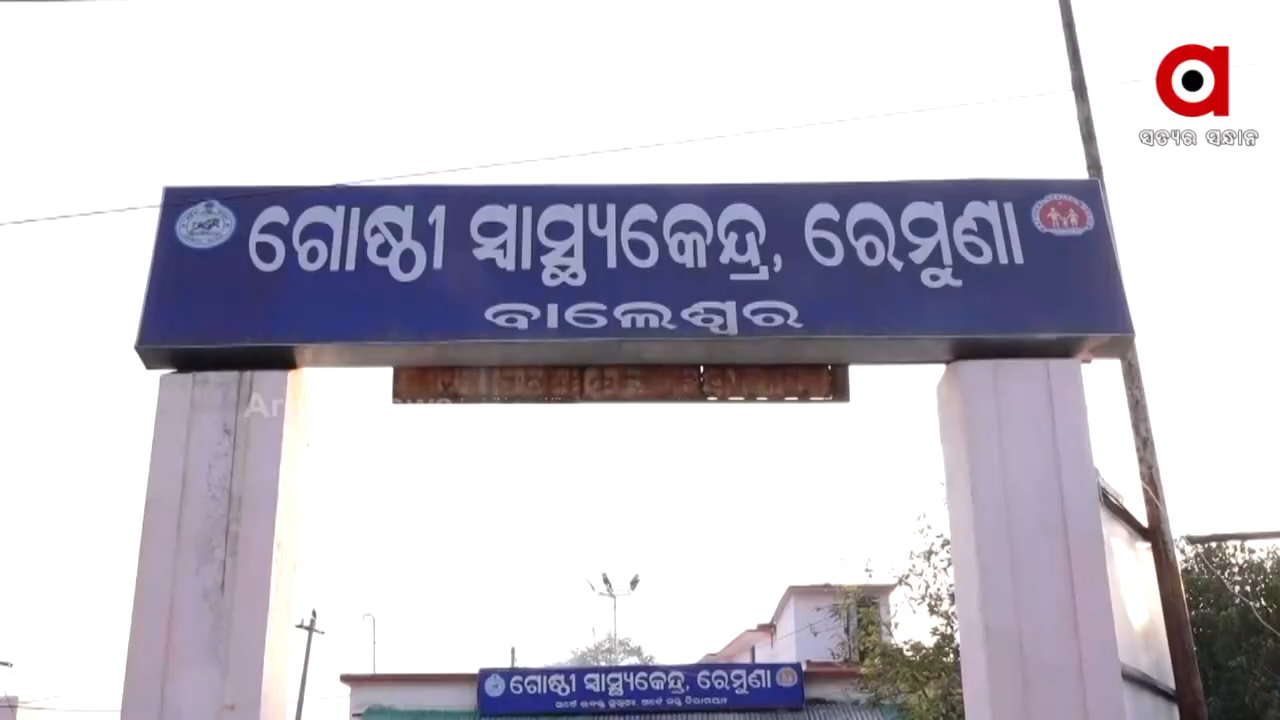 ସତ୍ୟର ସନ୍ଧାନ
ଗୋଷ୍ଠୀ ସ୍ୱାସ୍ଥ୍ୟକେନ୍ଦ୍ର, ରେମୁଣା
ବାଲେଶ୍ୱର
ଗୋଷ୍ଠୀ ସ୍ୱାସ୍ଥ୍ୟକେନ୍ଦ୍ର, ରେମୁଣା